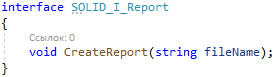 interface SOLID_I_Report
{
Ссылок: 0
void CreateReport(string fileName);
}